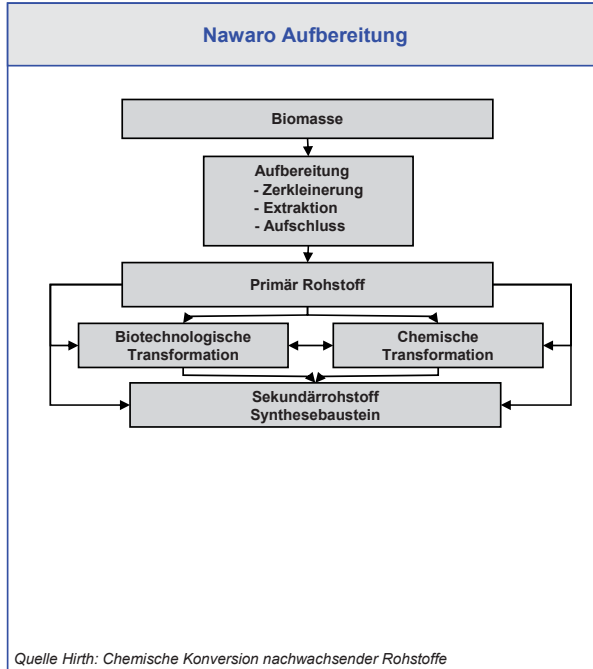 Nawaro Aufbereitung
Biomasse
Aufbereitung
- Zerkleinerung
- Extraktion
- Aufschluss
Primär Rohstoff
Biotechnologische
Transformation
Chemische
Transformation
Sekundärrohstoff
Synthesebaustein
Quelle Hirth: Chemische Konversion nachwachsender Rohstoffe